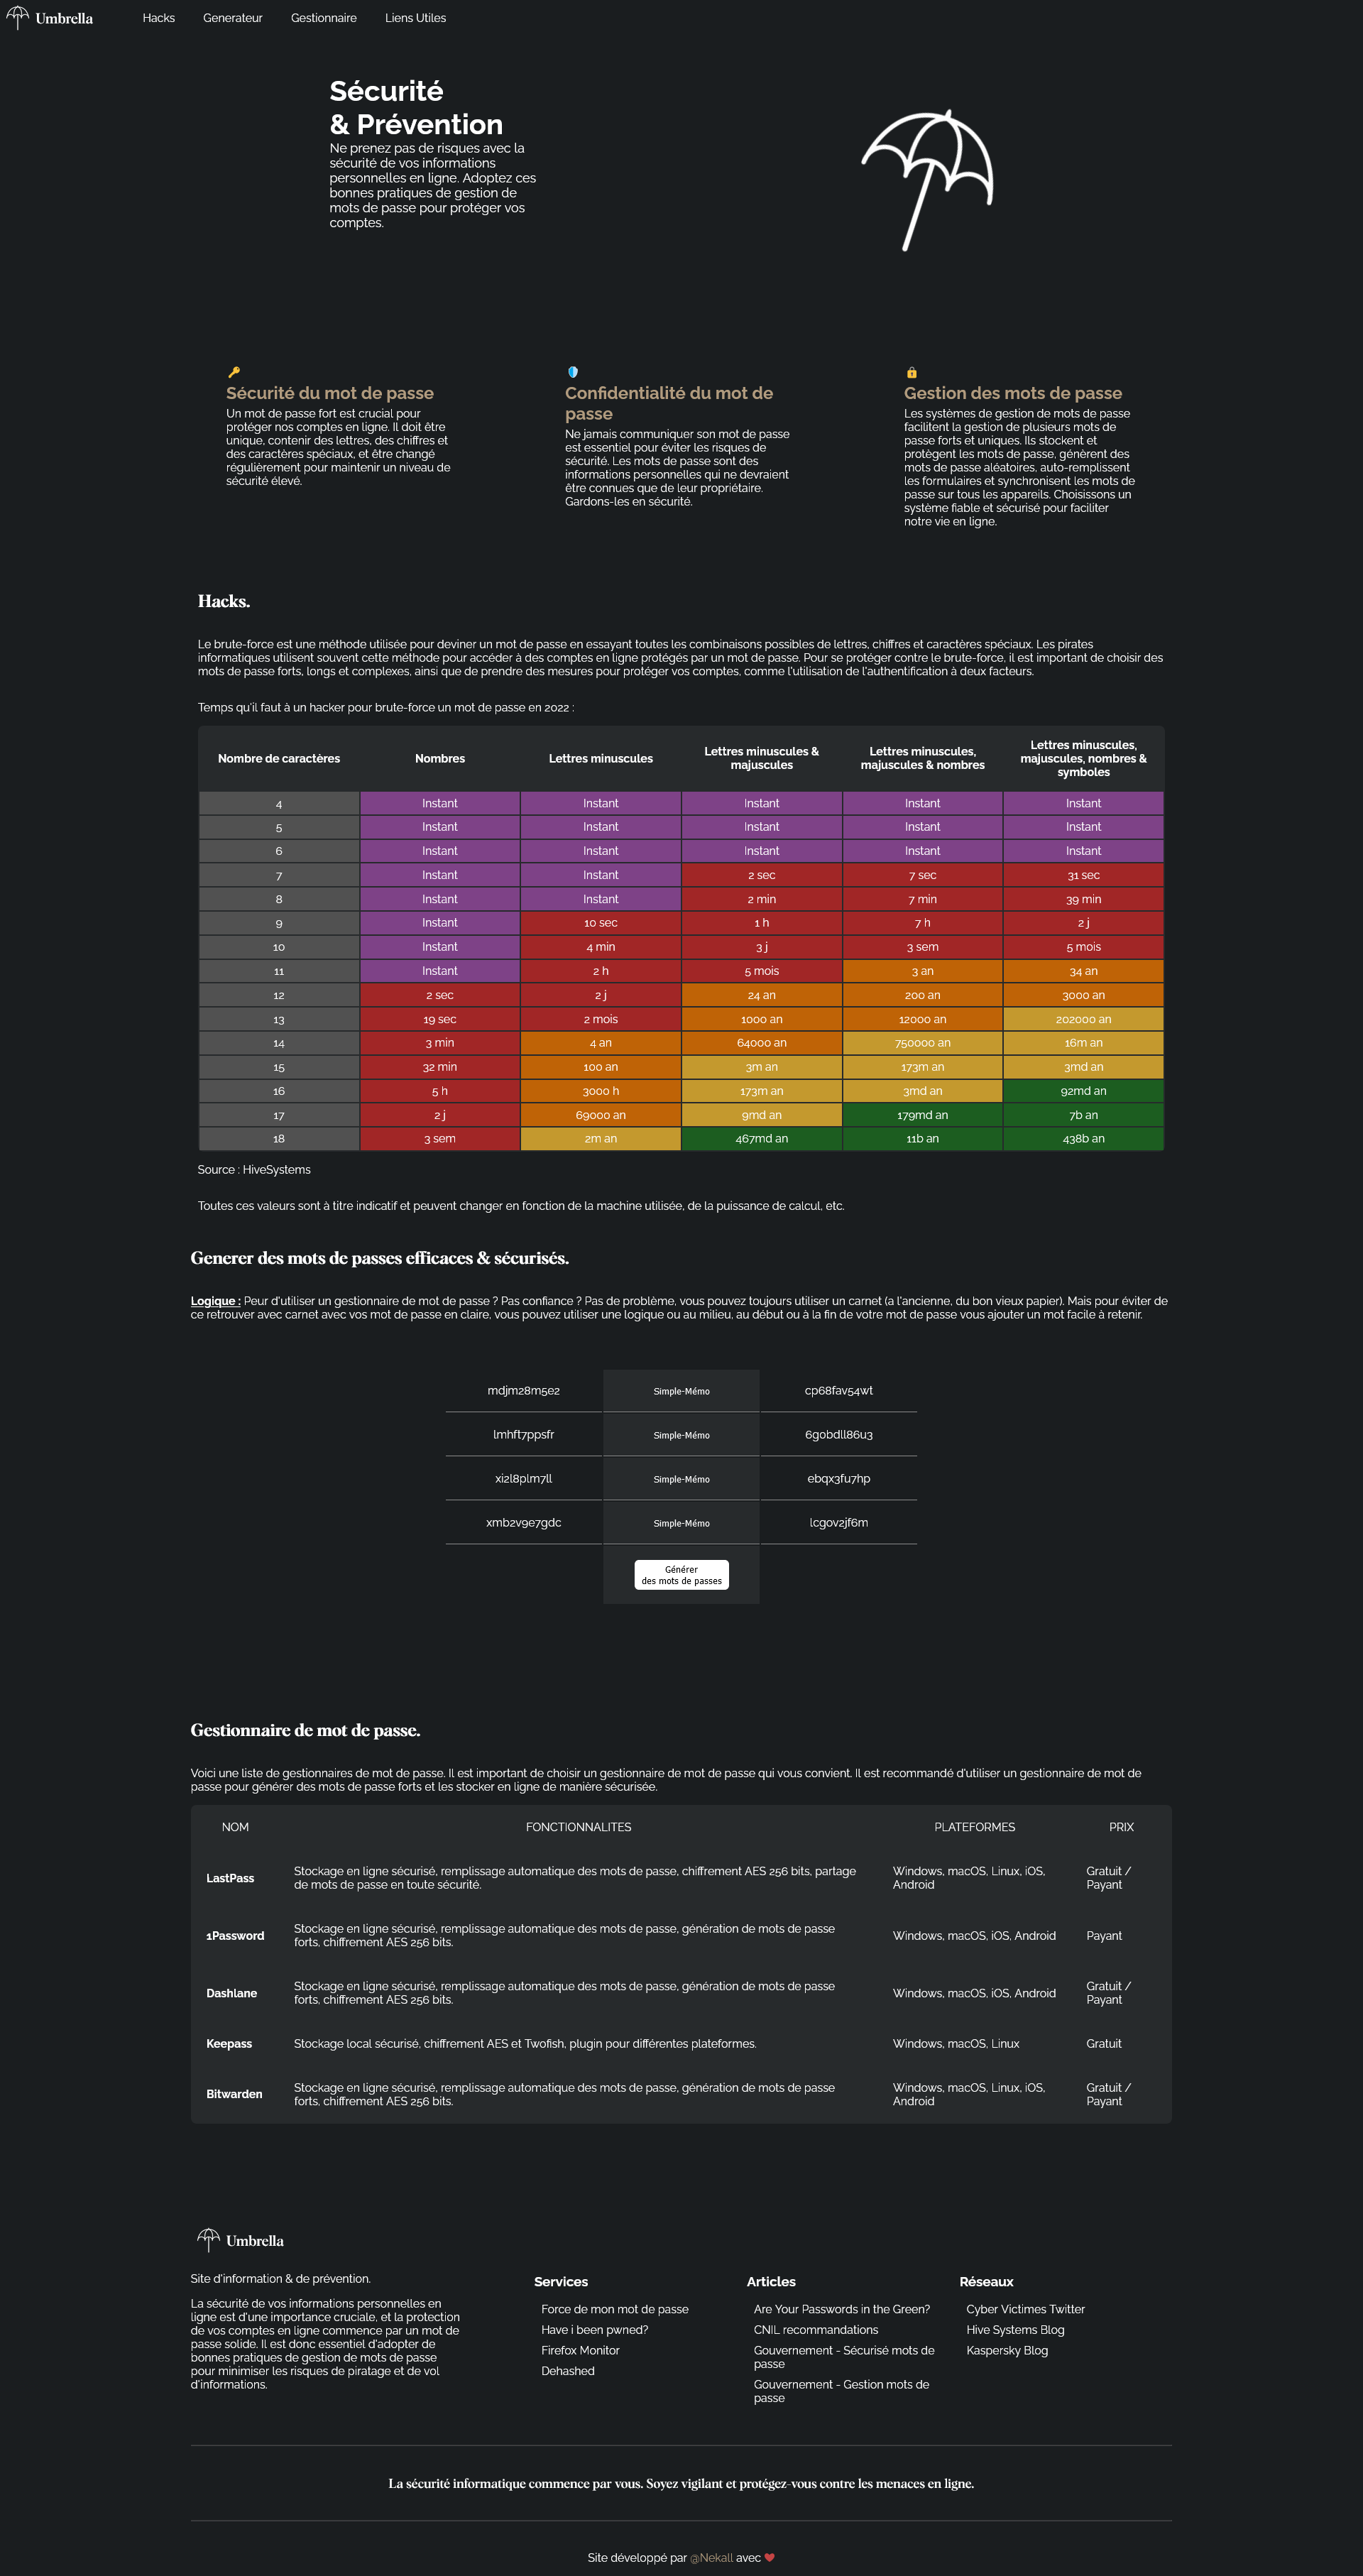 Umbrella
Hacks
Generateur
Gestionnaire
Liens Utiles
Sécurité
& Prévention
Ne prenez pas de risques avec la
sécurité de vos informations
personnelles en ligne. Adoptez ces
bonnes pratiques de gestion de
mots de passe pour protéger vos
comptes.
Sécurité du mot de passe
Un mot de passe fort est crucial pour
protéger nos comptes en ligne. Il doit être
unique, contenir des lettres, des chiffres et
des caractères spéciaux, et être changé
régulièrement pour maintenir un niveau de
sécurité élevé.
Confidentialité du mot de
passe
Ne jamais communiquer son mot de passe
est essentiel pour éviter les risques de
sécurité. Les mots de passe sont des
informations personnelles qui ne devraient
être connues que de leur propriétaire.
Gardons-les en sécurité.
Gestion des mots de passe
Les systèmes de gestion de mots de passe
facilitent la gestion de plusieurs mots de
passe forts et uniques. Ils stockent et
protègent les mots de passe, génèrent des
mots de passe aléatoires, auto-remplissent
les formulaires et synchronisent les mots de
passe sur tous les appareils. Choisissons un
système fiable et sécurisé pour faciliter
notre vie en ligne.
Hacks.
Le brute-force est une méthode utilisée pour deviner un mot de passe en essayant toutes les combinaisons possibles de lettres, chiffres et caractères spéciaux. Les pirates
informatiques utilisent souvent cette méthode pour accéder à des comptes en ligne protégés par un mot de passe. Pour se protéger contre le brute-force, il est important de choisir des
mots de passe forts, longs et complexes, ainsi que de prendre des mesures pour protéger vos comptes, comme l'utilisation de l'authentification à deux facteurs.
Temps qu'il faut à un hacker pour brute-force un mot de passe en 2022 :
Nombre de caractères
Nombres
Lettres minuscules
Lettres minuscules &
majuscules
Lettres minuscules,
majuscules & nombres
Lettres minuscules,
majuscules, nombres &
symboles
4 Instant Instant Instant Instant Instant
5 Instant Instant Instant Instant Instant
6 Instant Instant Instant Instant Instant
7 Instant Instant 2 sec 7 sec 31 sec
8 Instant Instant 2 min 7 min 39 min
9 Instant 10 sec 1 h 7 h 2 j
10 Instant 4 min 3 j 3 sem 5 mois
11 Instant 2 h 5 mois 3 an 34 an
12 2 sec 2 j 24 an 200 an 3000 an
13 19 sec 2 mois 1000 an 12000 an 202000 an
14 3 min 4 an 64000 an 750000 an 16m an
15 32 min 100 an 3m an 173m an 3md an
16 5 h 3000 h 173m an 3md an 92md an
17 2 j 69000 an 9md an 179md an 7b an
18 3 sem 2m an 467md an 11b an 438b an
Source : HiveSystems
Toutes ces valeurs sont à titre indicatif et peuvent changer en fonction de la machine utilisée, de la puissance de calcul, etc.
Generer des mots de passes efficaces & sécurisés.
Logique : Peur d'utiliser un gestionnaire de mot de passe ? Pas confiance ? Pas de problème, vous pouvez toujours utiliser un carnet (a l'ancienne, du bon vieux papier). Mais pour éviter de
ce retrouver avec carnet avec vos mot de passe en claire, vous pouvez utiliser une logique ou au milieu, au début ou à la fin de votre mot de passe vous ajouter un mot facile à retenir.
mdjm28m5e2 Simple-Mémo cp68fav54wt
lmhft7ppsfr Simple-Mémo 6gobdll86u3
xi2l8plm7ll Simple-Mémo ebqx3fu7hp
xmb2v9e7gdc Simple-Mémo lcgov2jf6m
Générer
des mots de passes
Gestionnaire de mot de passe.
Voici une liste de gestionnaires de mot de passe. Il est important de choisir un gestionnaire de mot de passe qui vous convient. Il est recommandé d'utiliser un gestionnaire de mot de
passe pour générer des mots de passe forts et les stocker en ligne de manière sécurisée.
NOM FONCTIONNALITES PLATEFORMES PRIX
LastPass
Stockage en ligne sécurisé, remplissage automatique des mots de passe, chiffrement AES 256 bits, partage
de mots de passe en toute sécurité.
Windows, macOS, Linux, iOS,
Android
Gratuit /
Payant
1Password
Stockage en ligne sécurisé, remplissage automatique des mots de passe, génération de mots de passe
forts, chiffrement AES 256 bits.
Windows, macOS, iOS, Android
Payant
Dashlane
Stockage en ligne sécurisé, remplissage automatique des mots de passe, génération de mots de passe
forts, chiffrement AES 256 bits.
Windows, macOS, iOS, Android
Gratuit /
Payant
Keepass
Stockage local sécurisé, chiffrement AES et Twofish, plugin pour différentes plateformes.
Windows, macOS, Linux
Gratuit
Bitwarden
Stockage en ligne sécurisé, remplissage automatique des mots de passe, génération de mots de passe
forts, chiffrement AES 256 bits.
Windows, macOS, Linux, iOS,
Android
Gratuit /
Payant
Umbrella
Site d'information & de prévention.
La sécurité de vos informations personnelles en
ligne est d'une importance cruciale, et la protection
de vos comptes en ligne commence par un mot de
passe solide. Il est donc essentiel d'adopter de
bonnes pratiques de gestion de mots de passe
pour minimiser les risques de piratage et de vol
d'informations.
Services
Force de mon mot de passe
Have i been pwned?
Firefox Monitor
Dehashed
Articles
Are Your Passwords in the Green?
CNIL recommandations
Gouvernement - Sécurisé mots de
passe
Gouvernement - Gestion mots de
passe
Réseaux
Cyber Victimes Twitter
Hive Systems Blog
Kaspersky Blog
La sécurité informatique commence par vous. Soyez vigilant et protégez-vous contre les menaces en ligne.
Site développé par @Nekall avec ❤